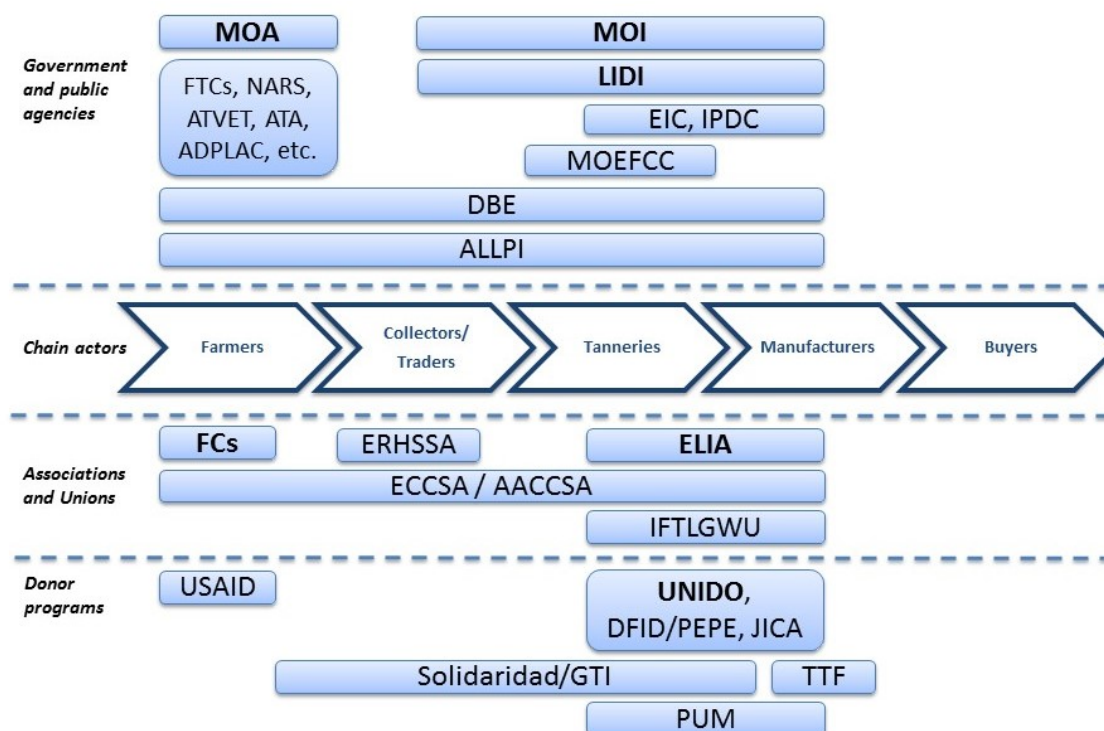 MOA
MOI
Government
and public
agencies
FTCs, NARS,
ATVET, ATA,
ADPLAC, etc.
LIDI
EIC, IPDC
MOEFCC
DBE
ALLPI
Chain actors
Farmers
Collectors/
Traders
Tanneries
Manufacturers
Buyers
Associations
and Unions
FCs
ERHSSA
ELIA
ECCSA / AACCSA
IFTLGWU
Donor
programs
USAID
UNIDO,
DFID/PEPE, JICA
Solidaridad/GTI
TTF
PUM